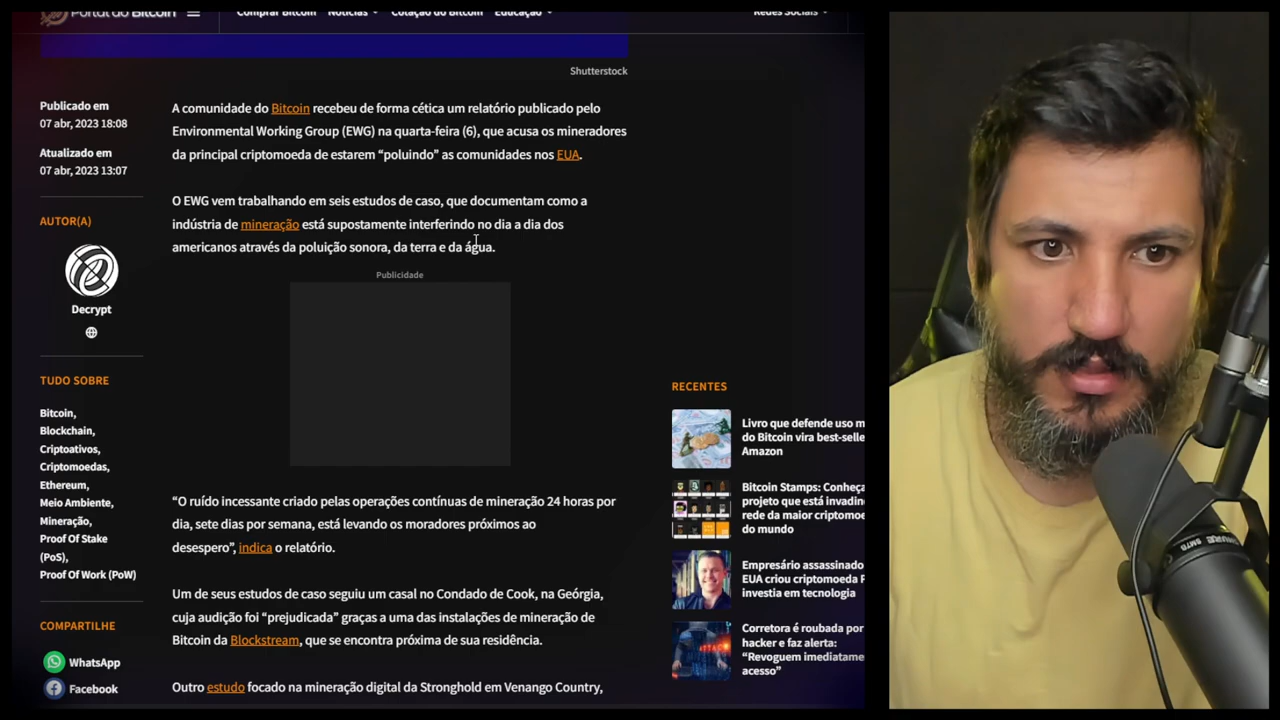 Portal do Bitcoin
Comprar Bitcoin
Notícias
Cotação do Bitcoin
Educação
Redes Sociais
Shutterstock
Publicado em
07 abr, 2023 18:08
Atualizado em
07 abr, 2023 13:07
AUTOR(A)
Decrypt
TUDO SOBRE
Bitcoin,
Blockchain,
Criptoativos,
Criptomoedas,
Ethereum,
Meio Ambiente,
Mineração,
Proof Of Stake
(PoS),
Proof Of Work (PoW)
COMPARTILHE
WhatsApp
Facebook
A comunidade do Bitcoin recebeu de forma cética um relatório publicado pelo
Environmental Working Group (EWG) na quarta-feira (6), que acusa os mineradores
da principal criptomoeda de estarem “poluindo” as comunidades nos EUA.
O EWG vem trabalhando em seis estudos de caso, que documentam como a
indústria de mineração está supostamente interferindo no dia a dia dos
americanos através da poluição sonora, da terra e da água.
Publicidade
“O ruído incessante criado pelas operações contínuas de mineração 24 horas por
dia, sete dias por semana, está levando os moradores próximos ao
desespero”, indica o relatório.
Um de seus estudos de caso seguiu um casal no Condado de Cook, na Geórgia,
cuja audição foi “prejudicada” graças a uma das instalações de mineração de
Bitcoin da Blockstream, que se encontra próxima de sua residência.
Outro estudo focado na mineração digital da Stronghold em Venango Country,
RECENTES
Livro que defende uso m
do Bitcoin vira best-selle
Amazon
Bitcoin Stamps: Conheça
projeto que está invadin
rede da maior criptomoe
do mundo
Empresário assassinado
EUA criou criptomoeda
investia em tecnologia
Corretora é roubada por
hacker e faz alerta:
“Revoguem imediatame
acesso”